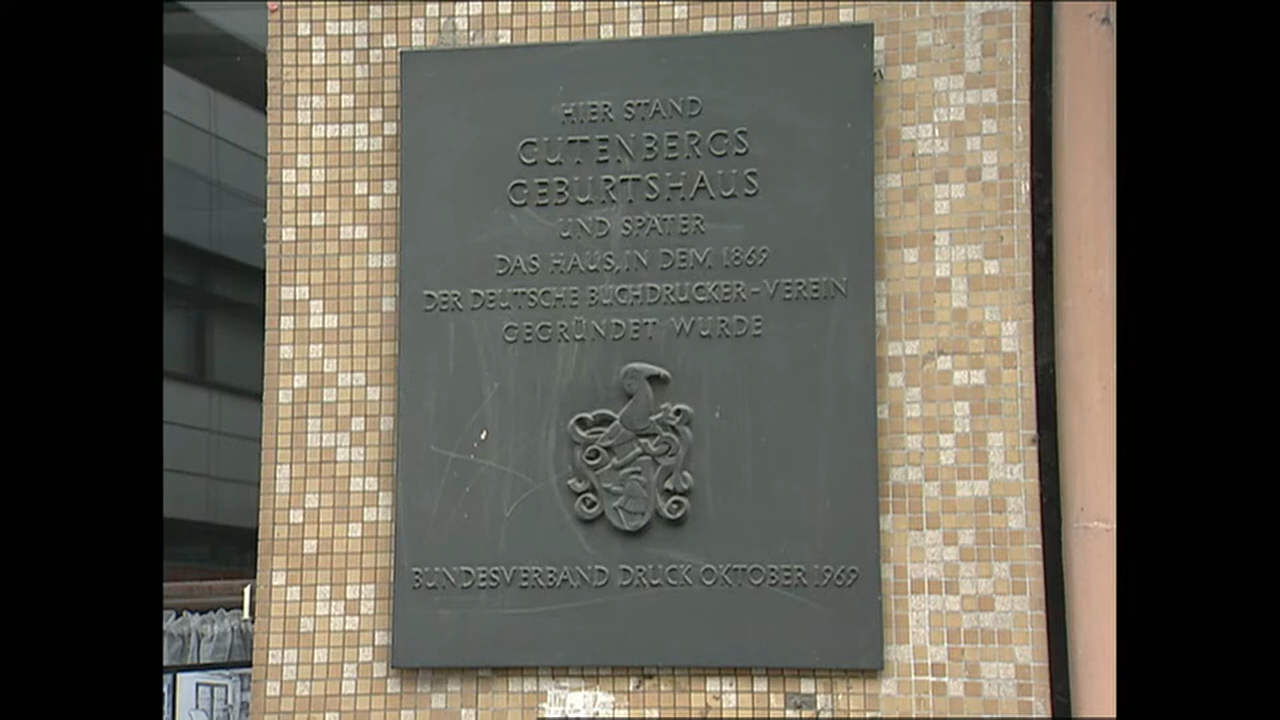 HIER STAND
GUTENBERGS
GEBURTSHAUS
UND SPÄTER
DAS HAUS, IN DEM 1869
DER DEUTSCHE BUCHDRUCKER-VEREIN
GEGRÜNDET WURDE
BUNDESVERBAND DRUCK OKTOBER 1969